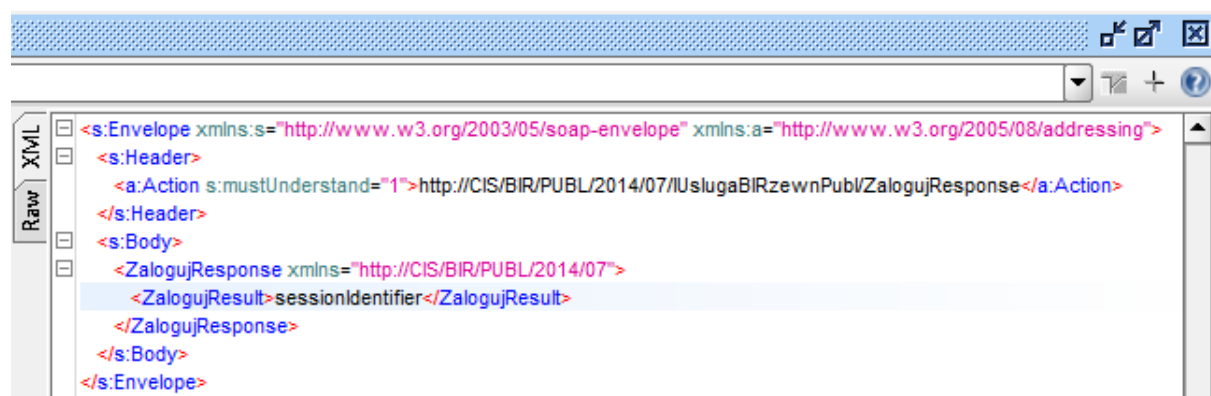 XML
Raw
<s:Envelope xmlns:s="http://www.w3.org/2003/05/soap-envelope" xmlns:a="http://www.w3.org/2005/08/addressing">
<s:Header>
<a:Action s:mustUnderstand="1">http://CIS/BIR/PUBL/2014/07/IUslugaBIRzewnPubl/ZalogujResponse</a:Action>
</s:Header>
<s:Body>
<ZalogujResponse xmlns="http://CIS/BIR/PUBL/2014/07">
<ZalogujResult>sessionIdentifier</ZalogujResult>
</ZalogujResponse>
</s:Body>
</s:Envelope>